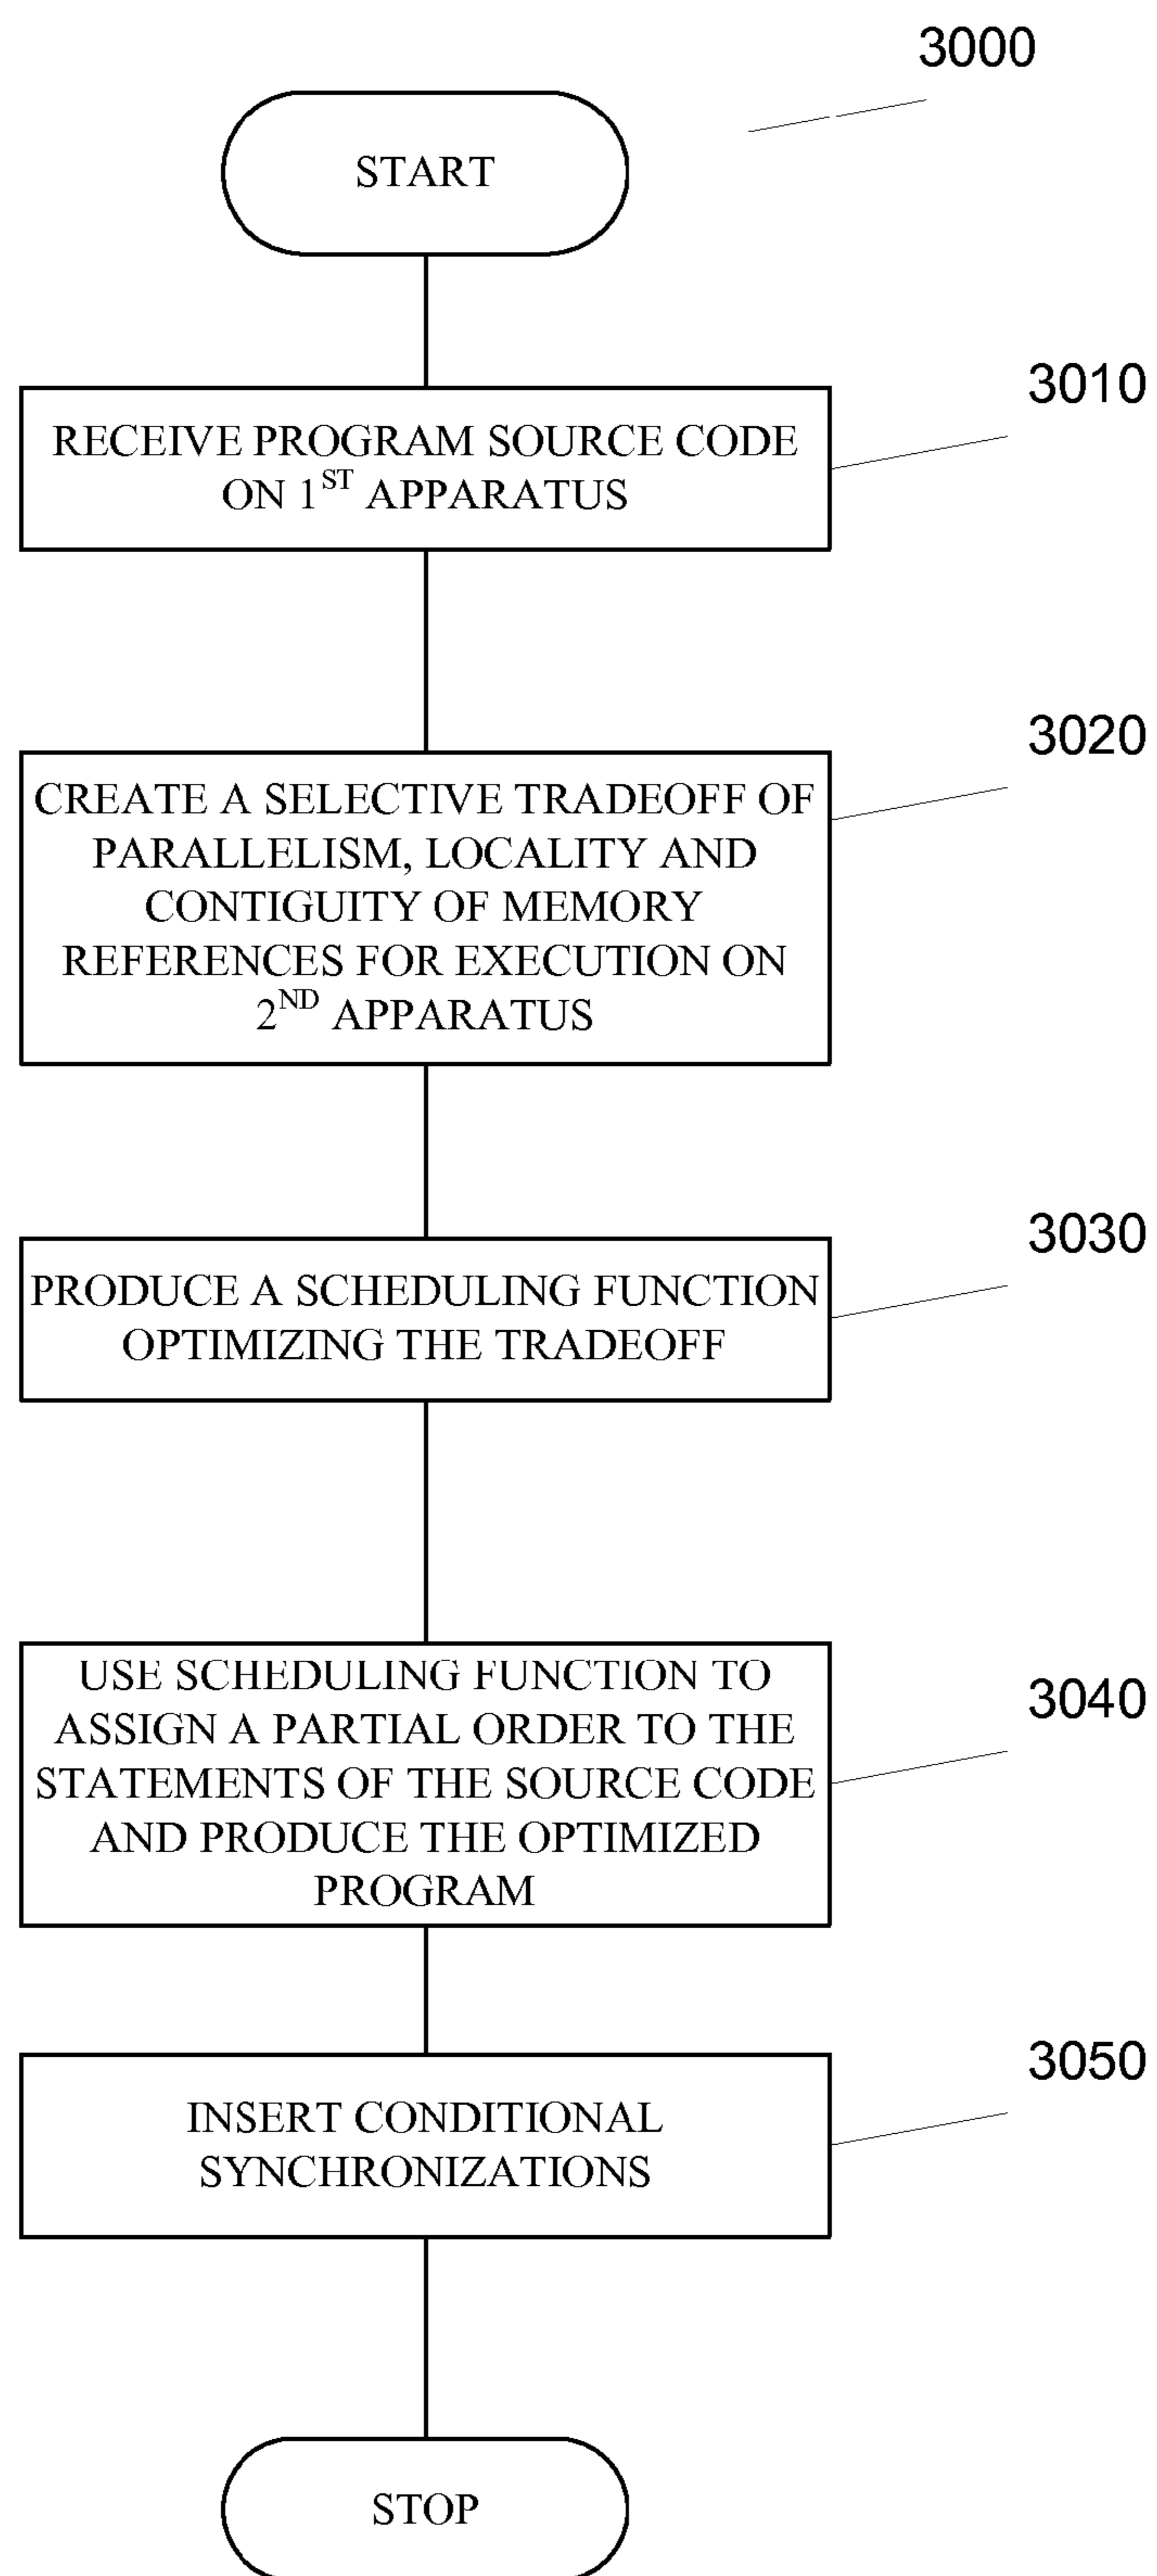 3000
START
3010
RECEIVE PROGRAM SOURCE CODE
ON 1ST APPARATUS
3020
CREATE A SELECTIVE TRADEOFF OF
PARALLELISM, LOCALITY AND
CONTIGUITY OF MEMORY
REFERENCES FOR EXECUTION ON
2ND APPARATUS
3030
PRODUCE A SCHEDULING FUNCTION
OPTIMIZING THE TRADEOFF
3040
USE SCHEDULING FUNCTION TO
ASSIGN A PARTIAL ORDER TO THE
STATEMENTS OF THE SOURCE CODE
AND PRODUCE THE OPTIMIZED
PROGRAM
3050
INSERT CONDITIONAL
SYNCHRONIZATIONS
STOP